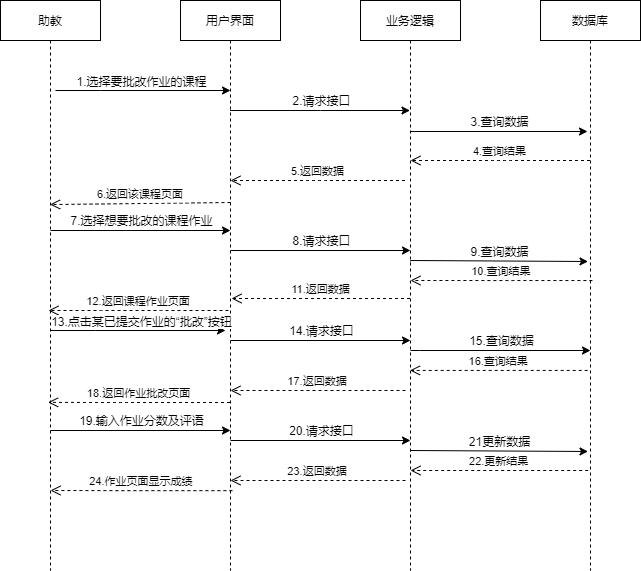 助教
用户界面
业务逻辑
数据库
1.选择要批改作业的课程
2.请求接口
3.查询数据
4.查询结果
5.返回数据
6.返回该课程页面
7.选择想要批改的课程作业
8.请求接口
9.查询数据
10.查询结果
11.返回数据
12.返回课程作业页面
13.点击某已提交作业的“批改”按钮
14.请求接口
15.查询数据
16.查询结果
17.返回数据
18.返回作业批改页面
19.输入作业分数及评语
20.请求接口
21更新数据
22.更新结果
23.返回数据
24.作业页面显示成绩